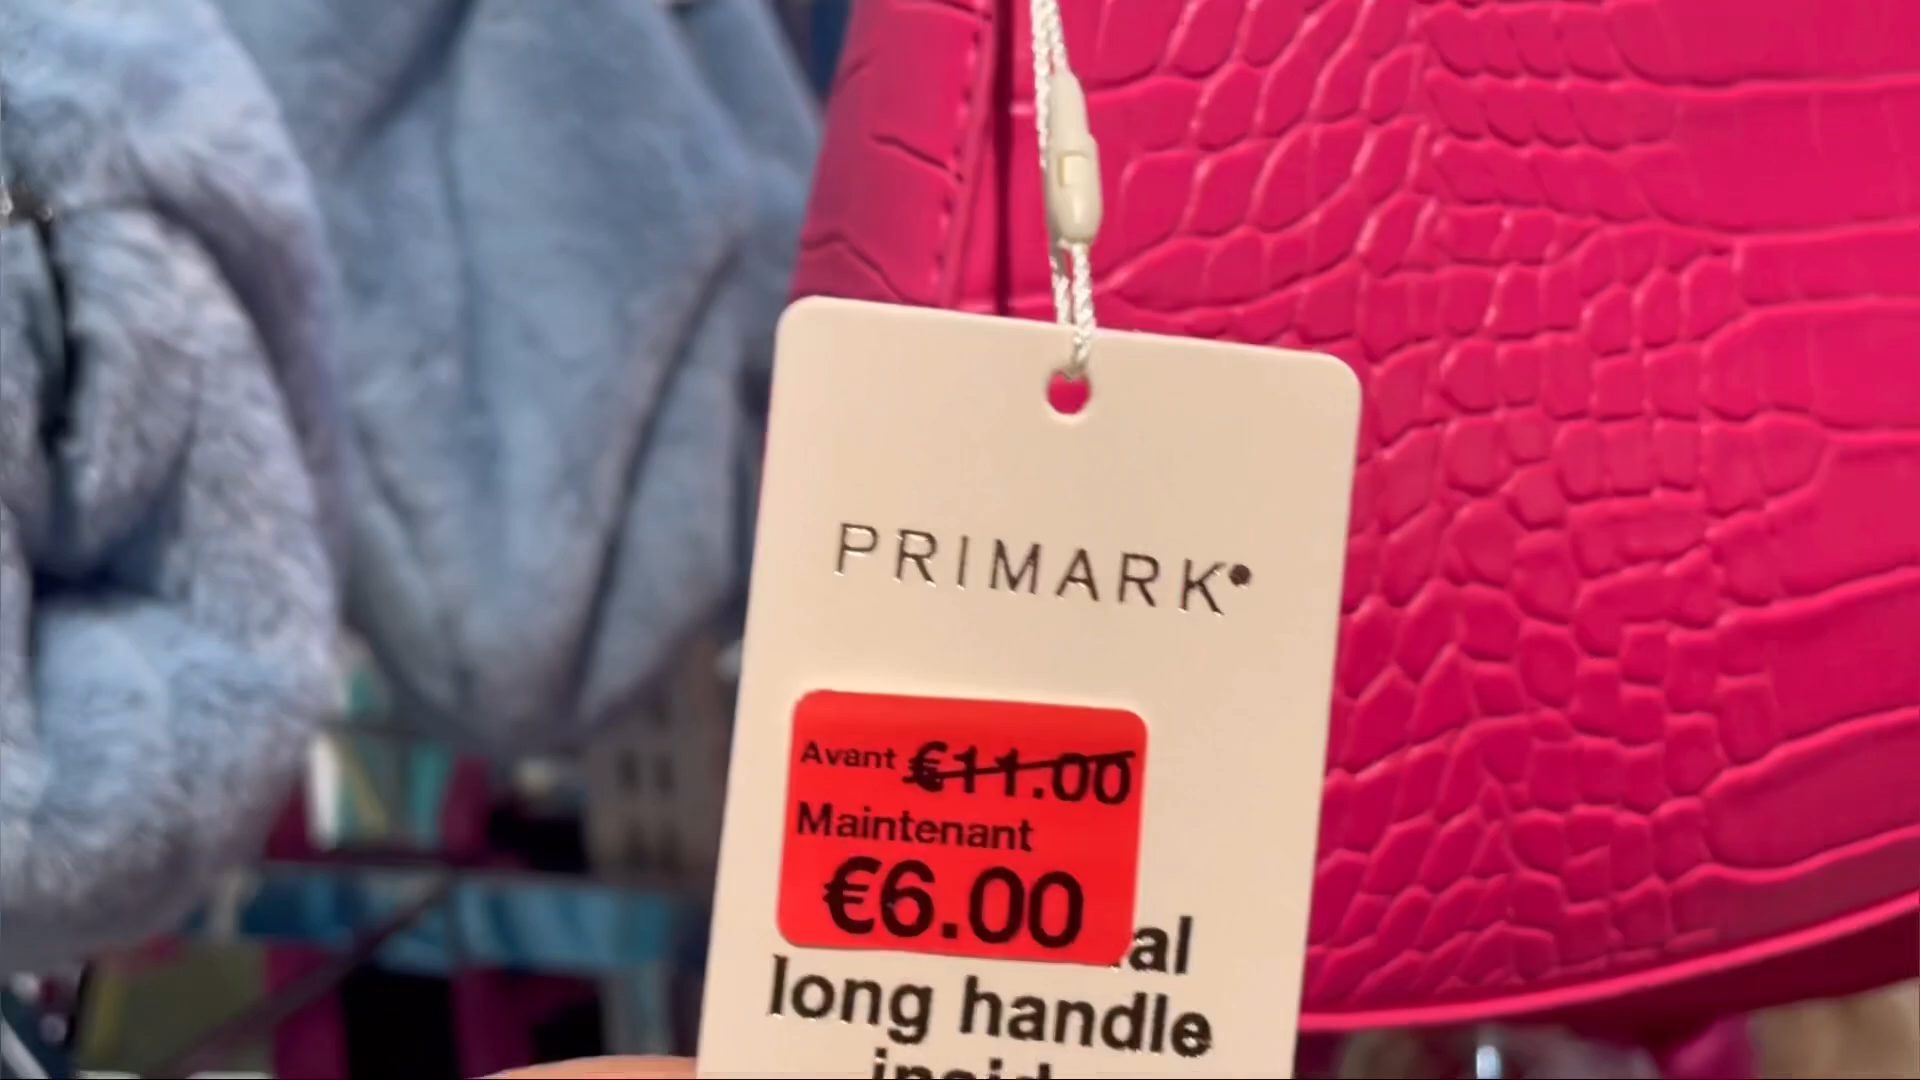 PRIMARK
Avant €11.00
Maintenant
€6.00
long handle